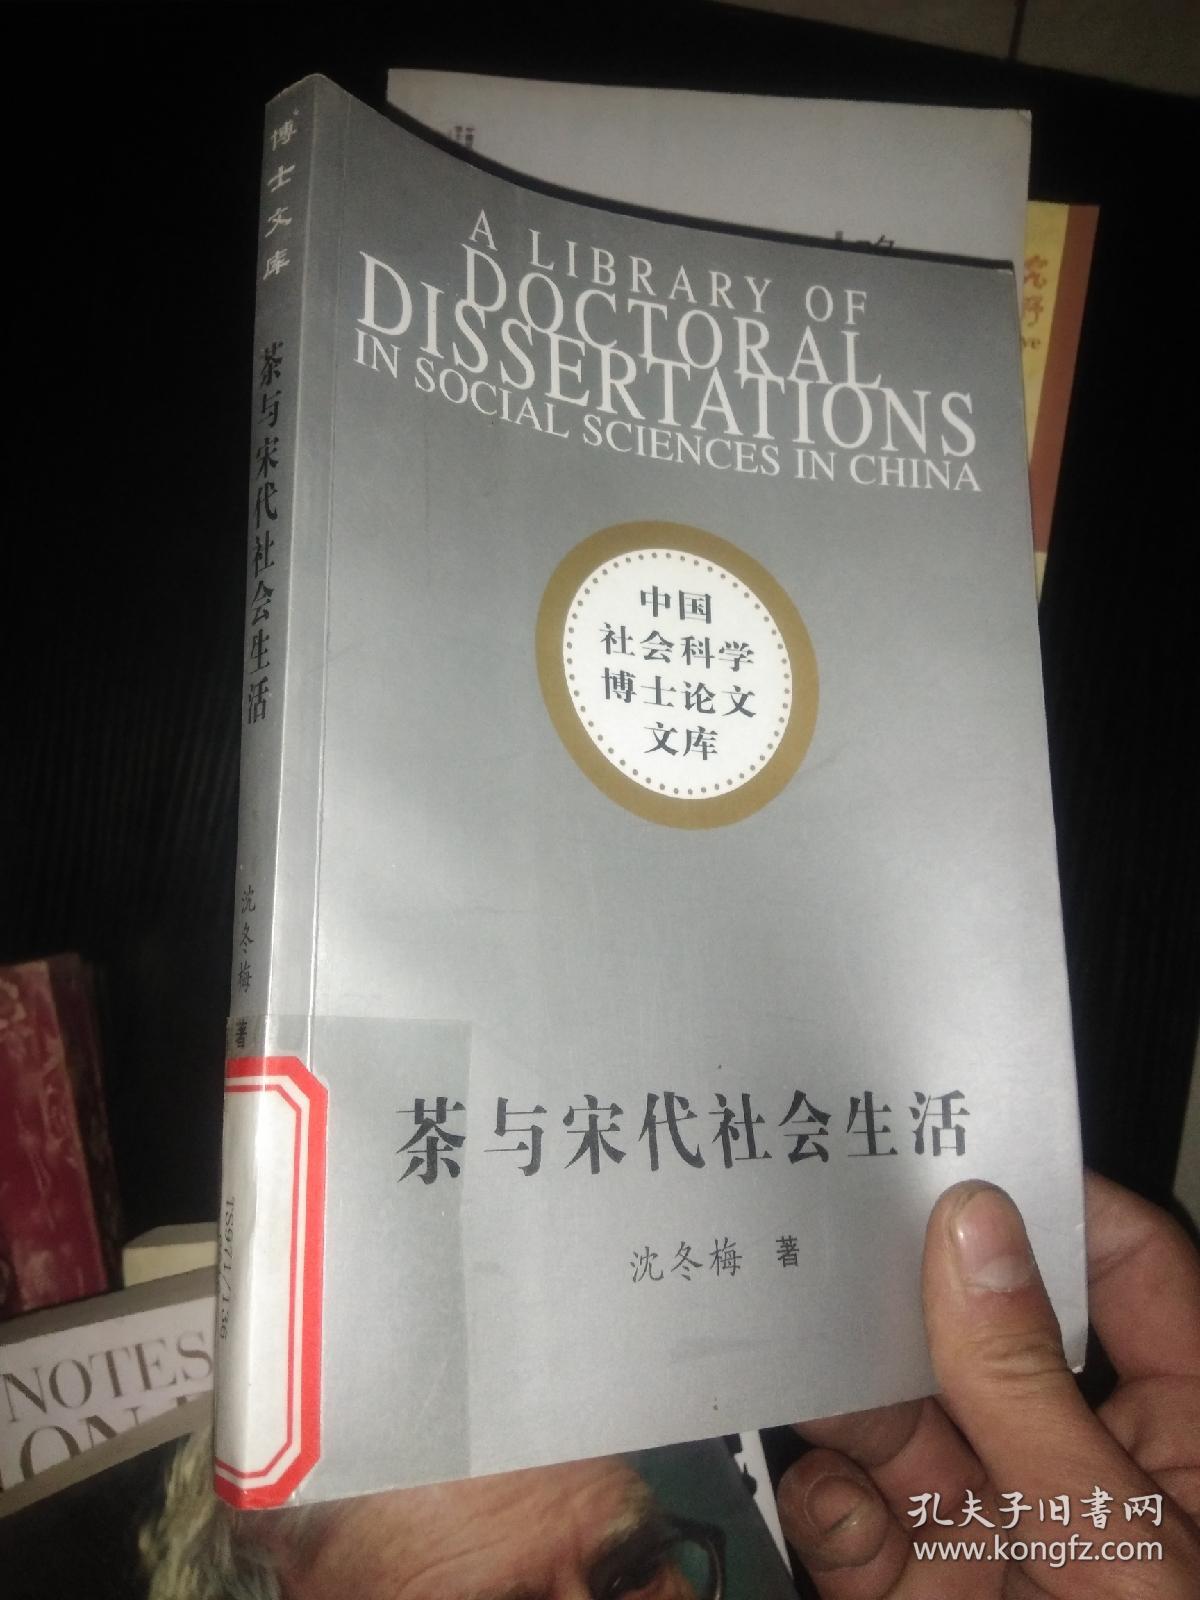 A LIBRARY OF
DOCTORAL
DISSERTATIONS
IN SOCIAL SCIENCES IN CHINA
中国
社会科学
博士论文
文库
茶与宋代社会生活
沈冬梅 著
博士文库
茶与宋代社会生活
沈冬梅 著
TS971/136
NOTES
ON
孔夫子旧书网
www.kongfz.com